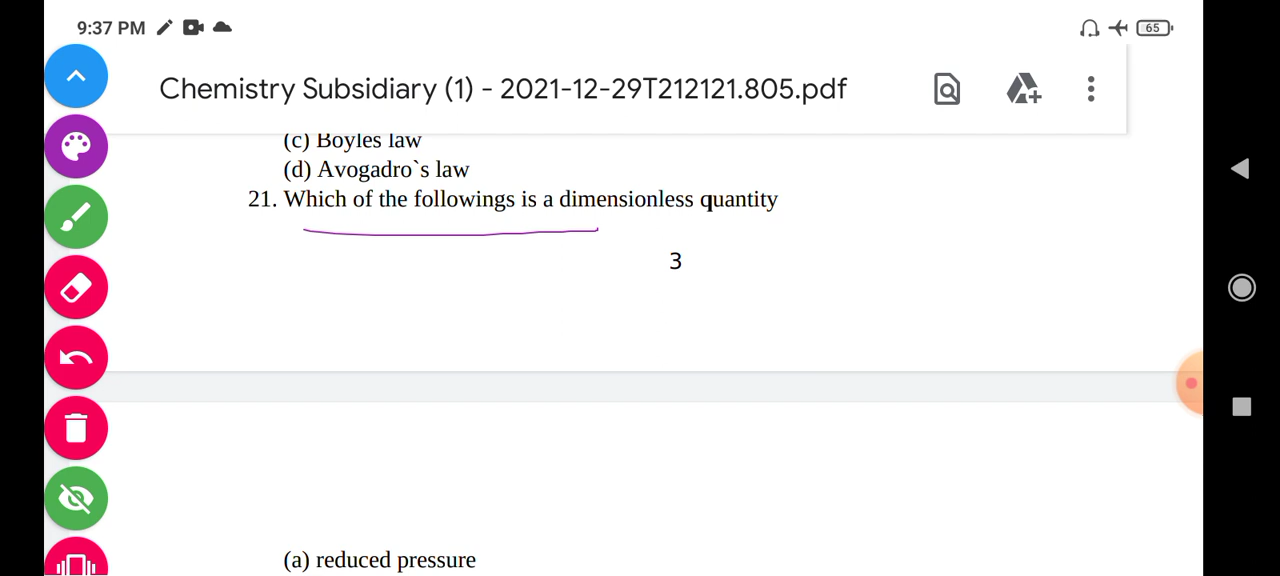 9:37 PM
65
Chemistry Subsidiary (1) - 2021-12-29T212121.805.pdf
(c) Boyles law
(d) Avogadro`s law
21. Which of the followings is a dimensionless quantity
3
(a) reduced pressure